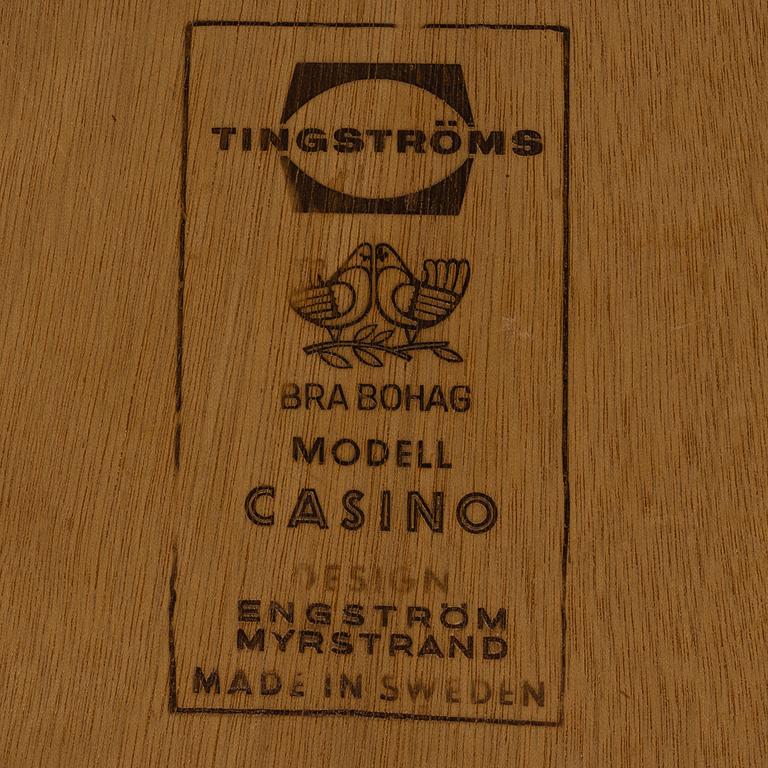 TINGSTRÖMS
BRA BOHAG
MODELL
CASINO
DESIGN
ENGSTRÖM
MYRSTRAND
MADE IN SWEDEN